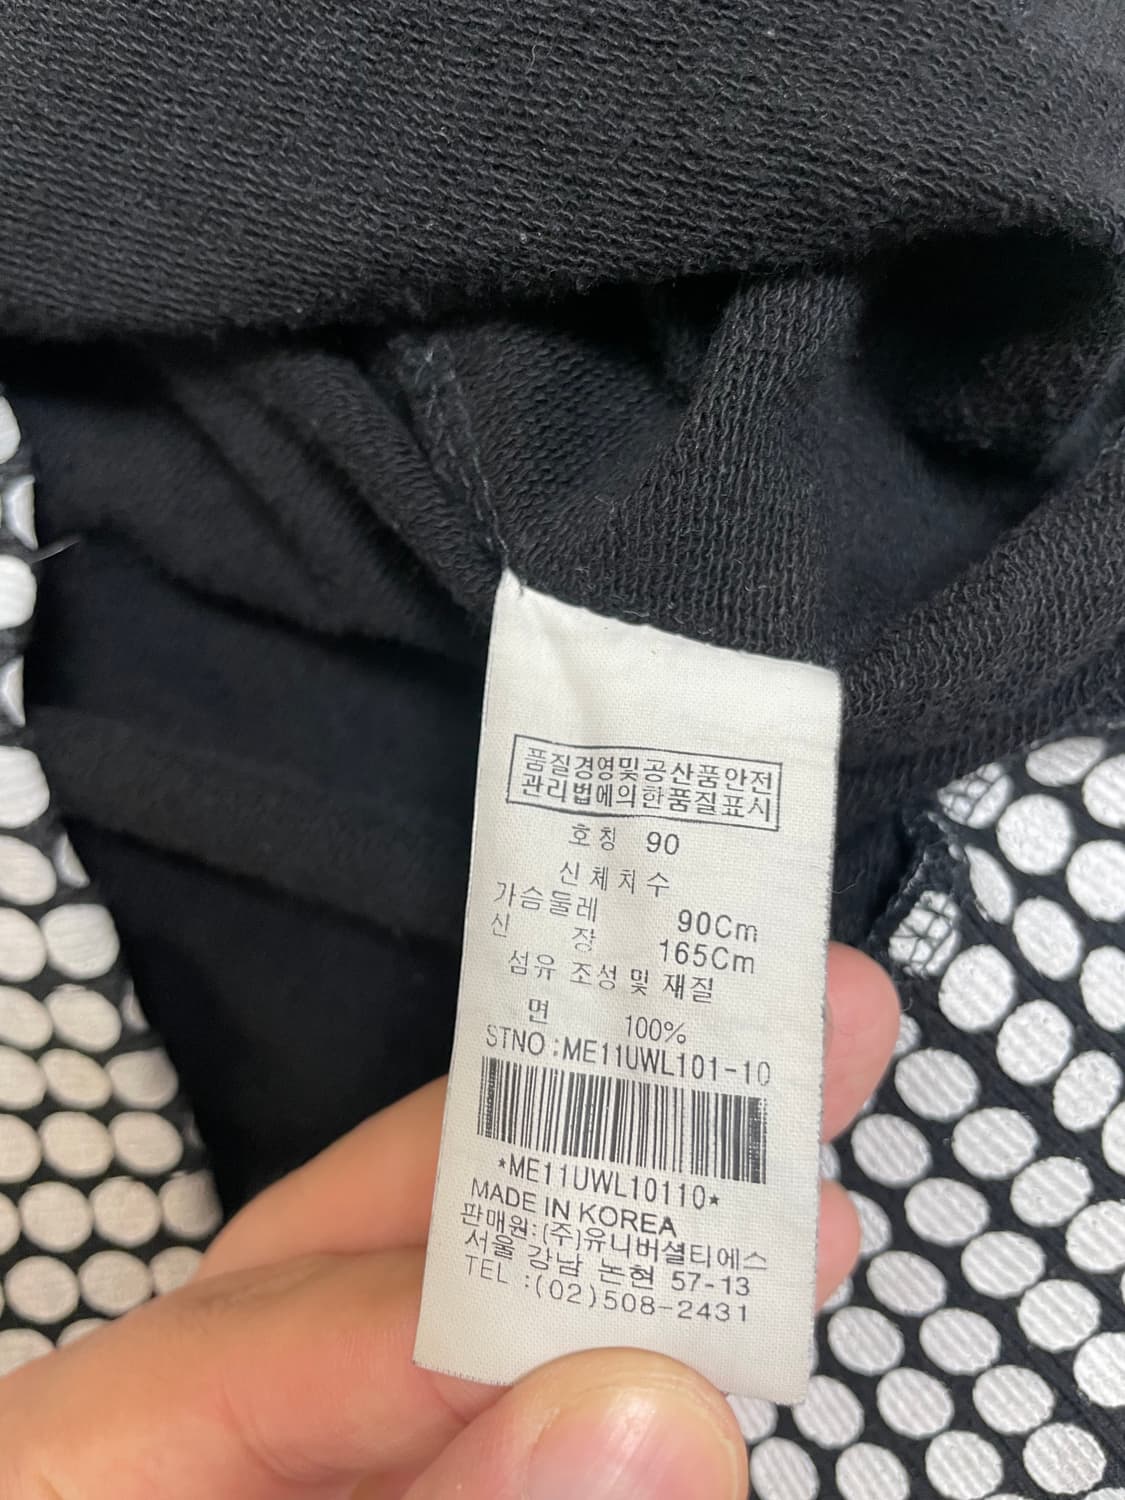 품질경영및공산품안전
관리법에의한품질표시
호칭 90
신체치수
가슴둘레 90Cm
신 장 165Cm
섬유 조성 및 재질
면 100%
STNO:ME11UWL101-10
*ME11UWL10110*
MADE IN KOREA
판매원:(주)유니버셜티에스
서울 강남 논현 57-13
TEL :(02)508-2431